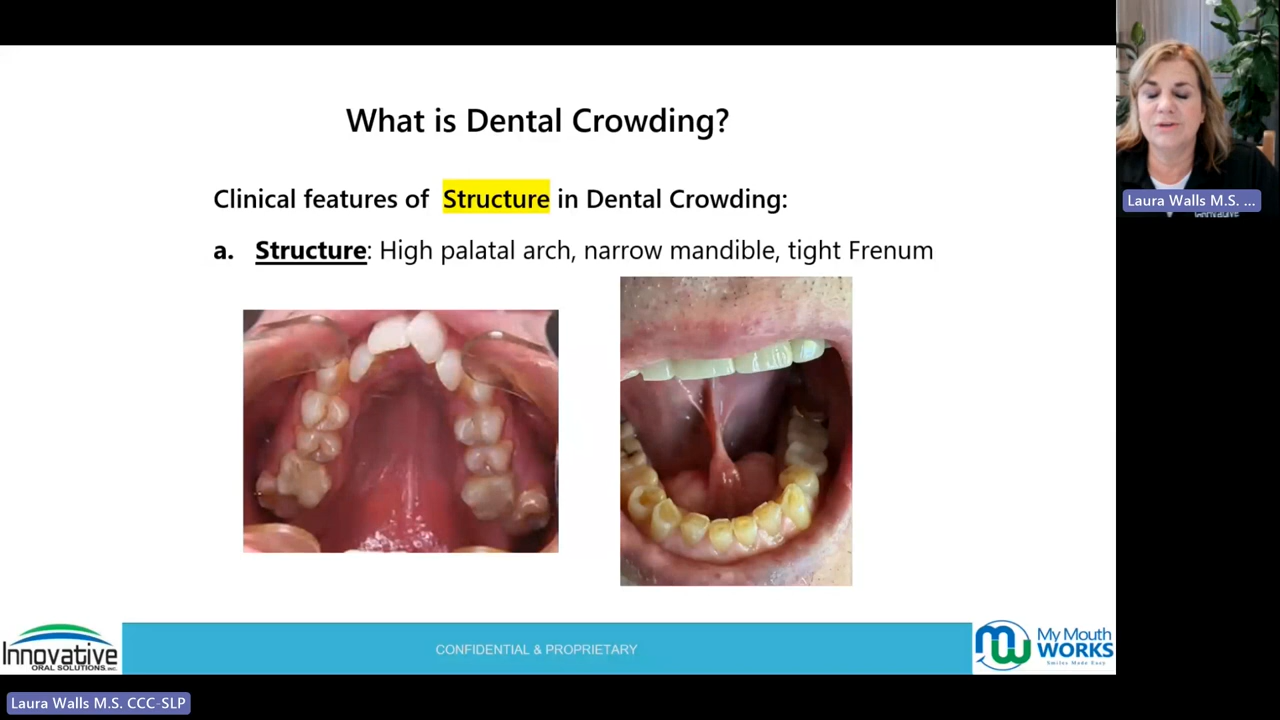 What is Dental Crowding?
Laura Walls M.S. ...
Clinical features of Structure in Dental Crowding:
a. Structure: High palatal arch, narrow mandible, tight Frenum
Innovative
ORAL SOLUTIONS, INC.
CONFIDENTIAL & PROPRIETARY
My Mouth
WORKS
Smiles Made Easy
Laura Walls M.S. CCC-SLP